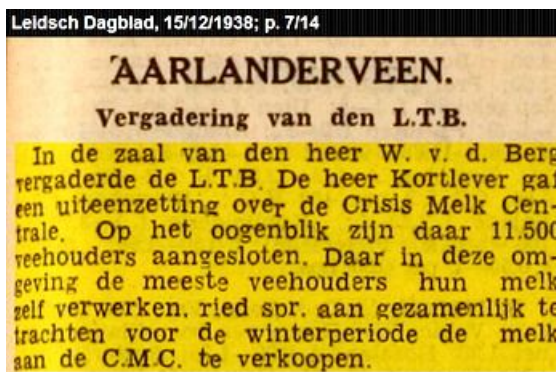 Leidsch Dagblad, 15/12/1938; p. 7/14
AARLANDERVEEN.
Vergadering van den L.T.B.
In de zaal van den heer W. v. d. Berg
vergaderde de L.T.B. De heer Kortlever gaf
een uiteenzetting over de Crisis Melk Cen-
trale. Op het oogenblik zijn daar 11.500
veehouders aangesloten. Daar in deze om-
geving de meeste veehouders hun melk
zelf verwerken, ried spr. aan gezamenlijk te
trachten voor de winterperiode de melk
aan de C.M.C. te verkoopen.